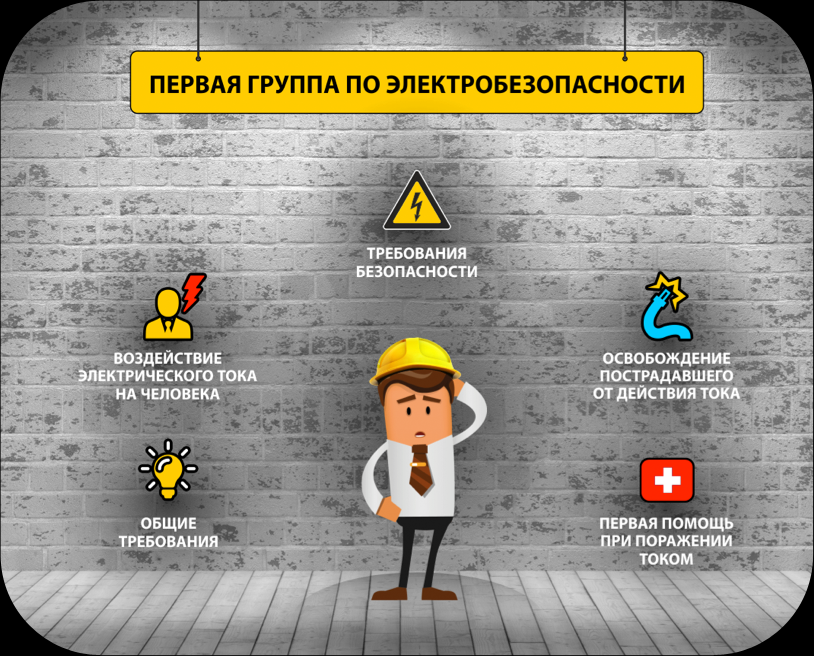 ПЕРВАЯ ГРУППА ПО ЭЛЕКТРОБЕЗОПАСНОСТИ
ТРЕБОВАНИЯ
БЕЗОПАСНОСТИ
ВОЗДЕЙСТВИЕ
ЭЛЕКТРИЧЕСКОГО ТОКА
НА ЧЕЛОВЕКА
ОСВОБОЖДЕНИЕ
ПОСТРАДАВШЕГО
ОТ ДЕЙСТВИЯ ТОКА
ОБЩИЕ
ТРЕБОВАНИЯ
ПЕРВАЯ ПОМОЩЬ
ПРИ ПОРАЖЕНИИ
ТОКОМ